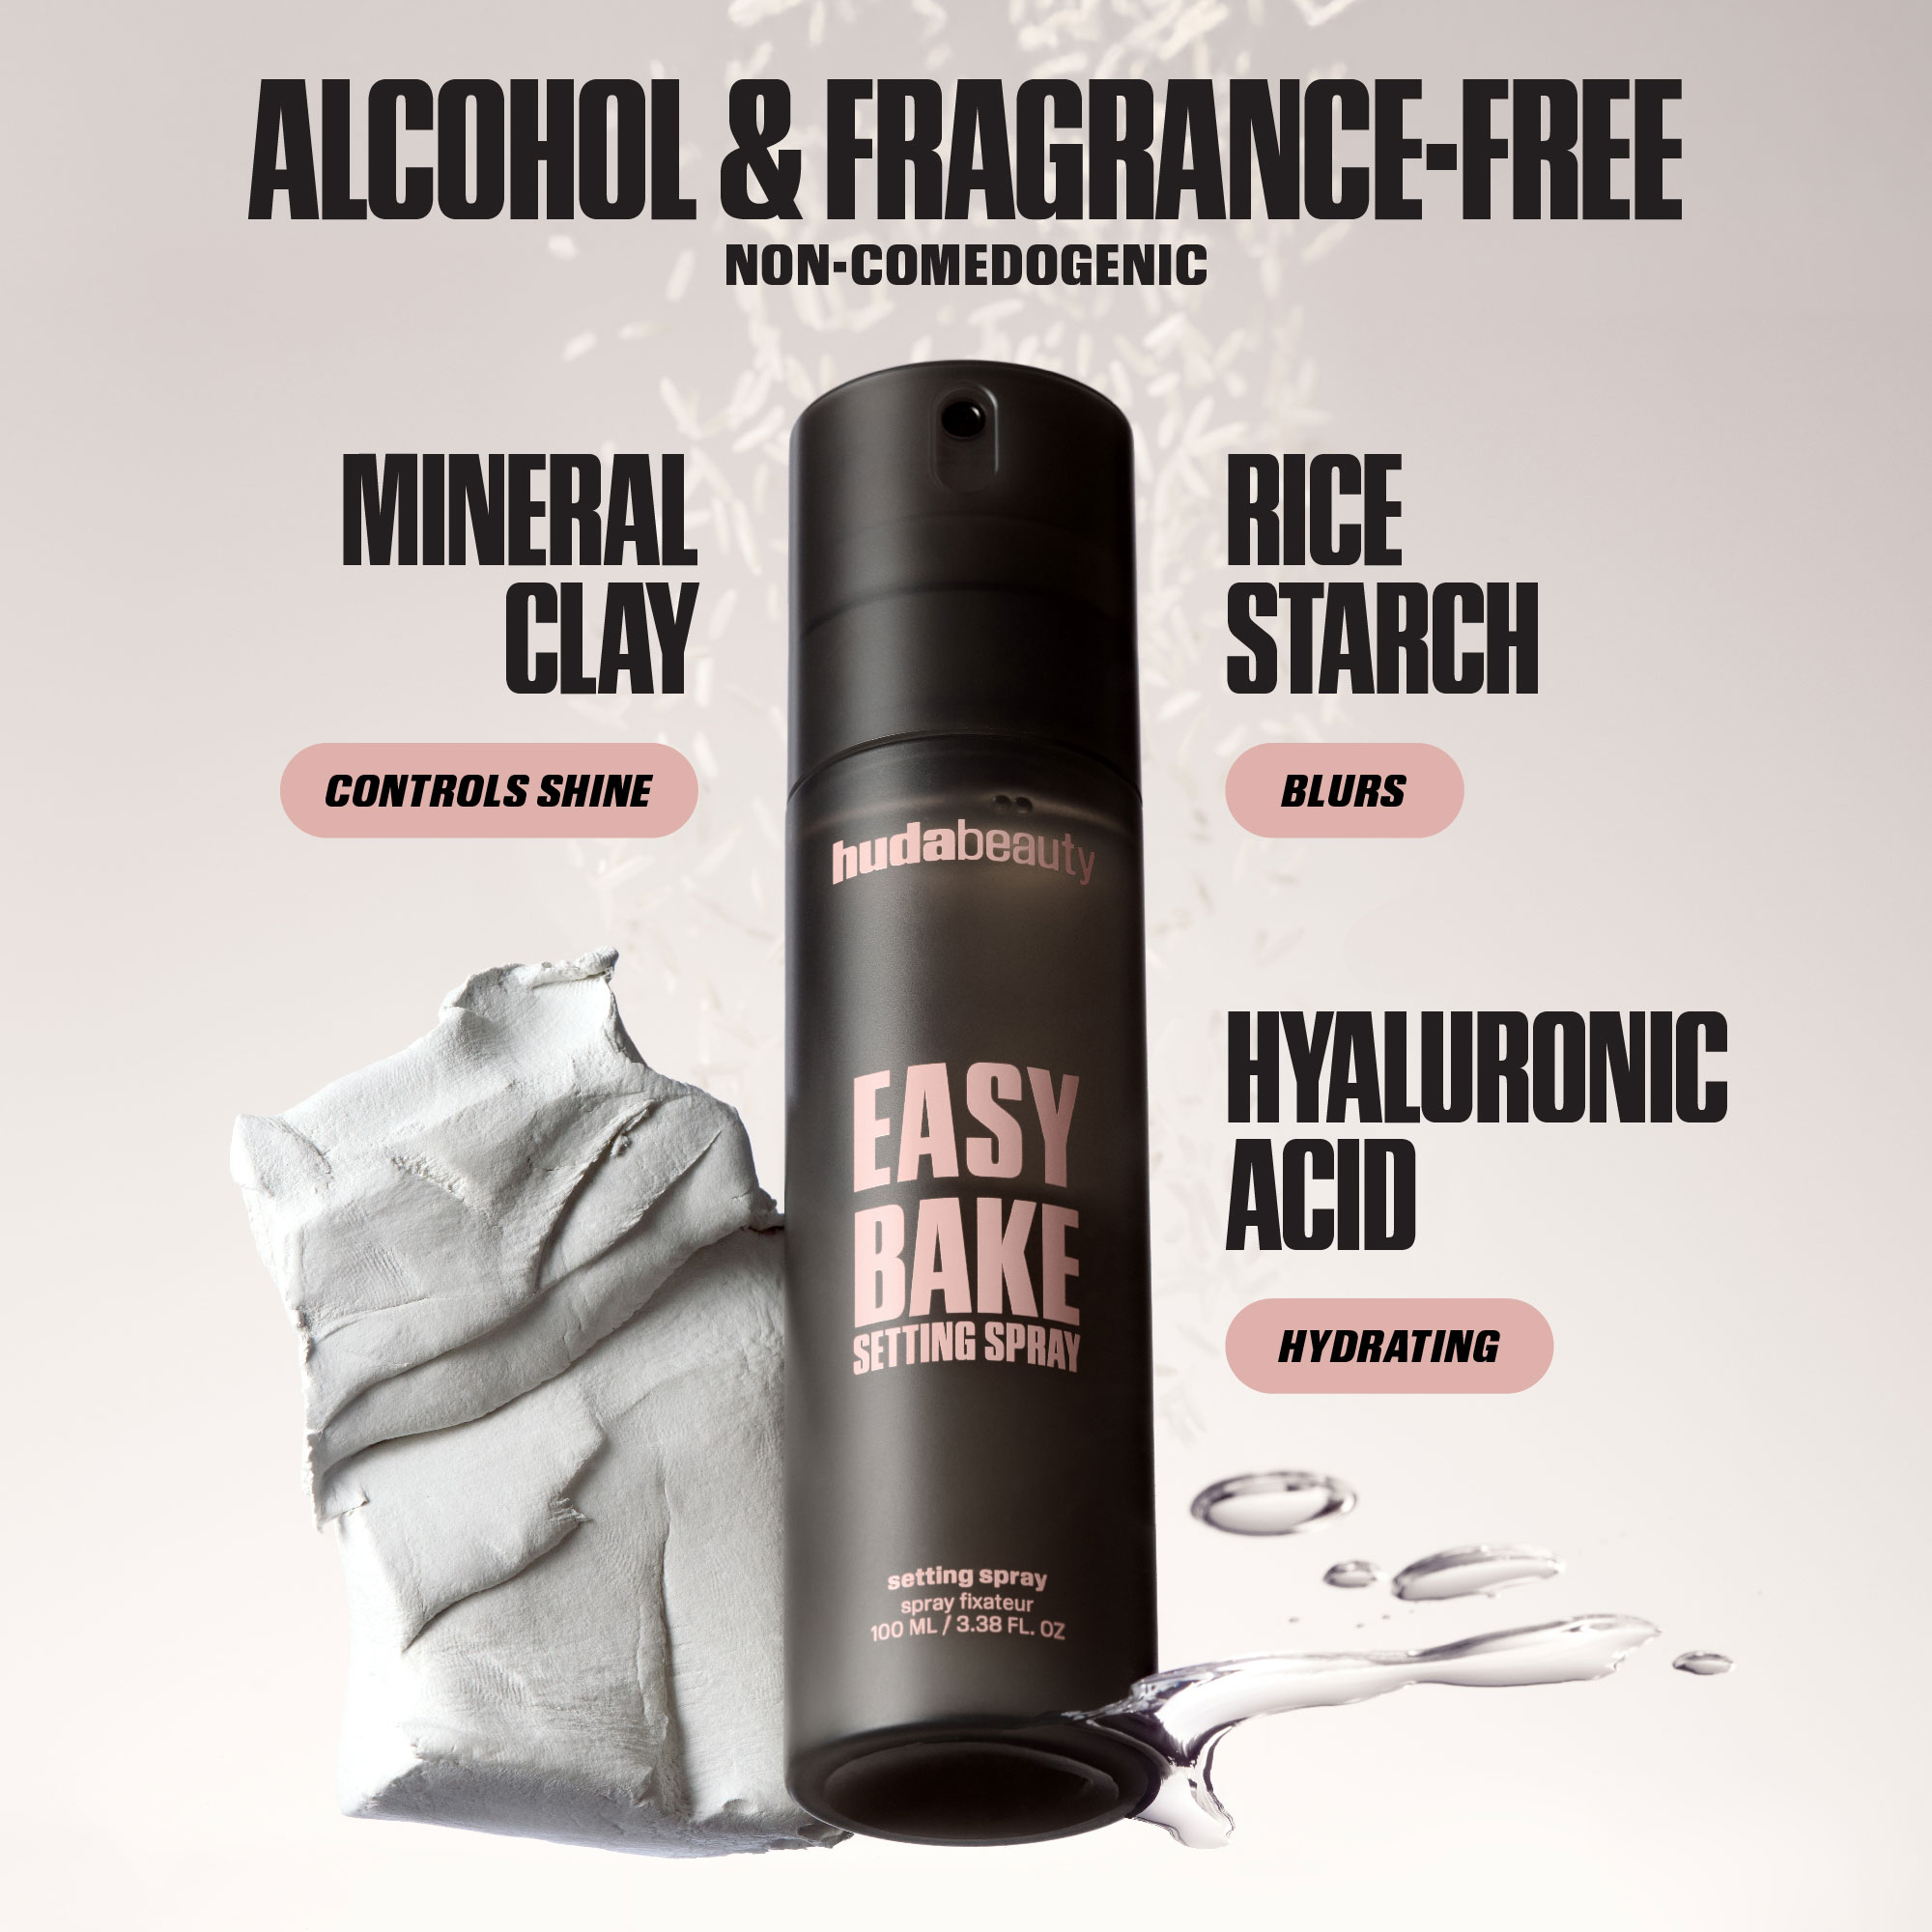 ALCOHOL & FRAGRANCE-FREE
NON-COMEDOGENIC
MINERAL
CLAY
CONTROLS SHINE
RICE
STARCH
BLURS
HYALURONIC
ACID
HYDRATING
hudabeauty
EASY
BAKE
SETTING SPRAY
setting spray
spray fixateur
100 ML / 3.38 FL. OZ